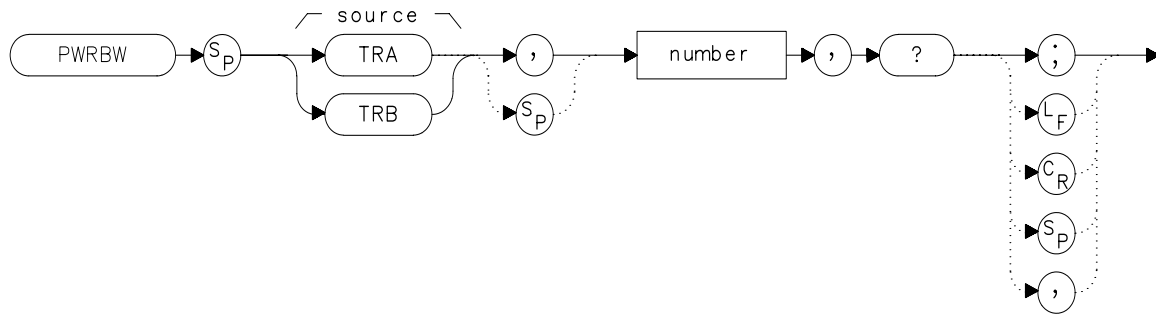 source
PWRBW SP TRA , number , ? ;
TRB SP LF
CR
SP
,